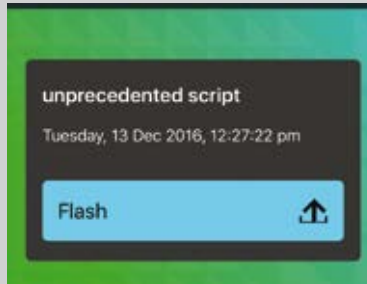 unprecedented script
Tuesday, 13 Dec 2016, 12:27:22 pm
Flash